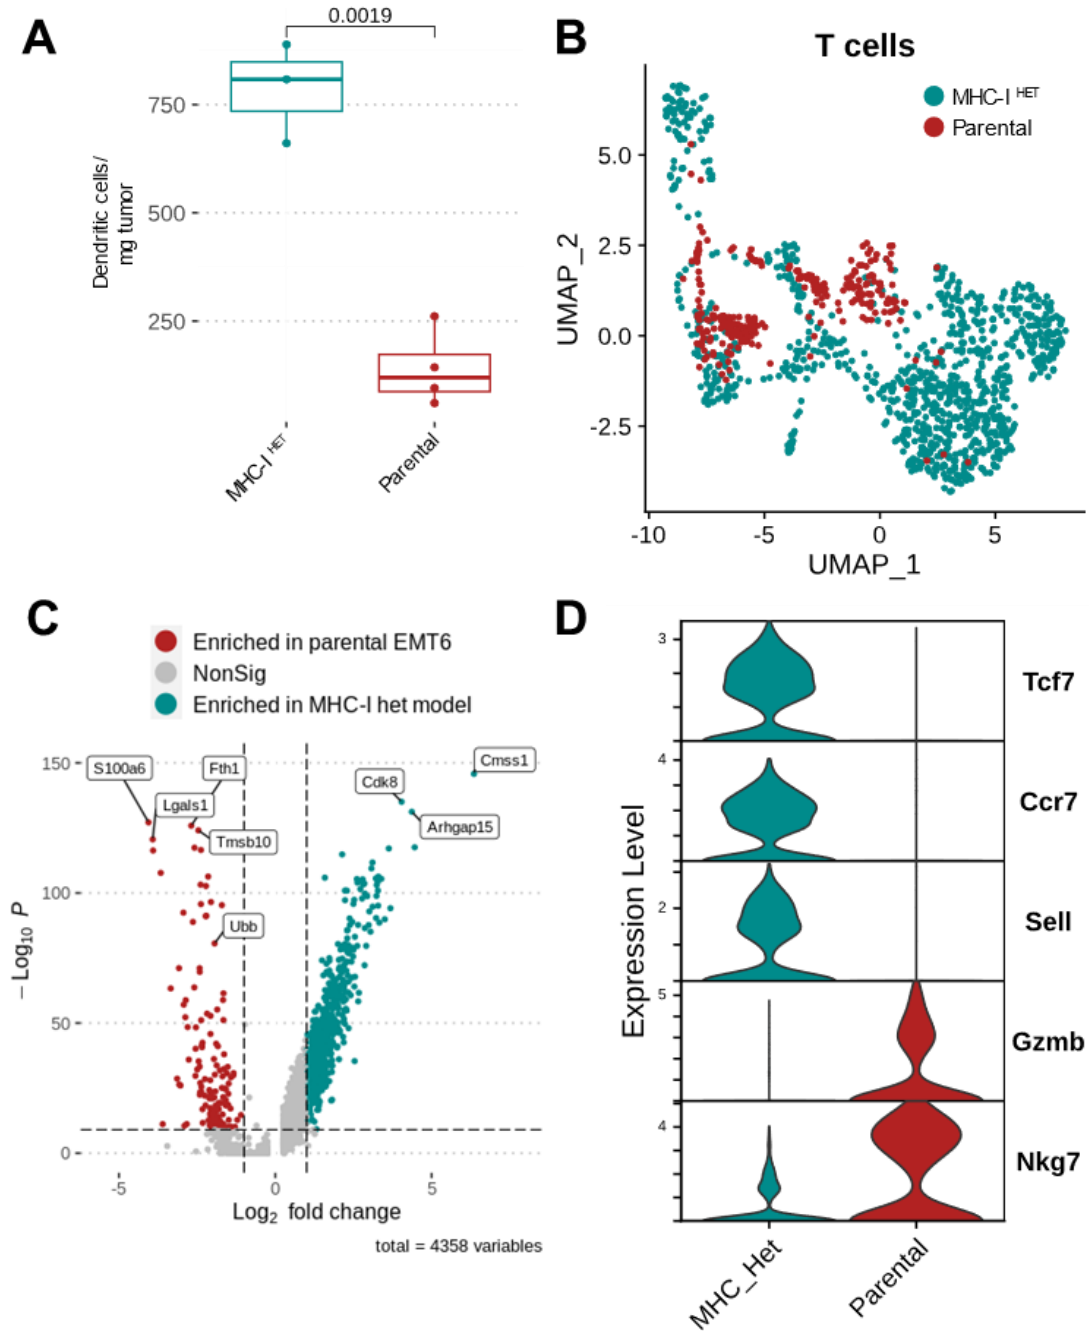 A
0.0019
750
500
250
Dendritic cells/
mg tumor
MHC-I HET
Parental
B
T cells
MHC-I HET
Parental
5.0
2.5
0.0
-2.5
UMAP_2
-10
-5
0
5
UMAP_1
C
Enriched in parental EMT6
NonSig
Enriched in MHC-I het model
150
100
50
0
– Log10 P
S100a6
Fth1
Lgals1
Tmsb10
Ubb
Cdk8
Cmss1
Arhgap15
-5
0
5
Log2 fold change
total = 4358 variables
D
Expression Level
3
Tcf7
4
Ccr7
2
Sell
5
Gzmb
4
Nkg7
MHC_Het
Parental